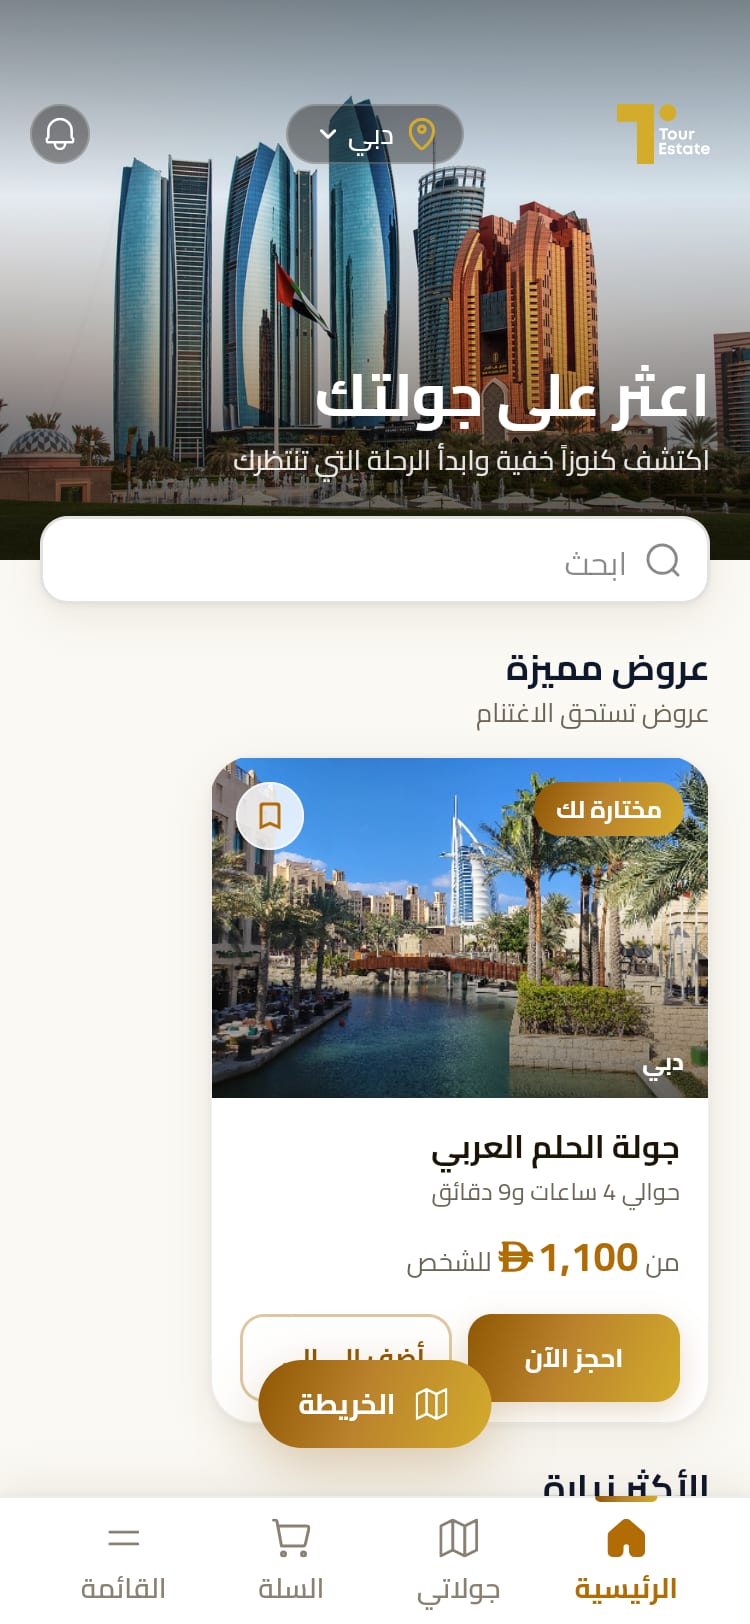 Tour
Estate
دبي
اعثر على جولتك
اكتشف كنوزاً خفية وابدأ الرحلة التي تنتظرك
ابحث
عروض مميزة
عروض تستحق الاغتنام
مختارة لك
دبي
جولة الحلم العربي
حوالي 4 ساعات و9 دقائق
من 1,100 للشخص
احجز الآن
الخريطة
الأكثر زيارة
الرئيسية
جولاتي
السلة
القائمة